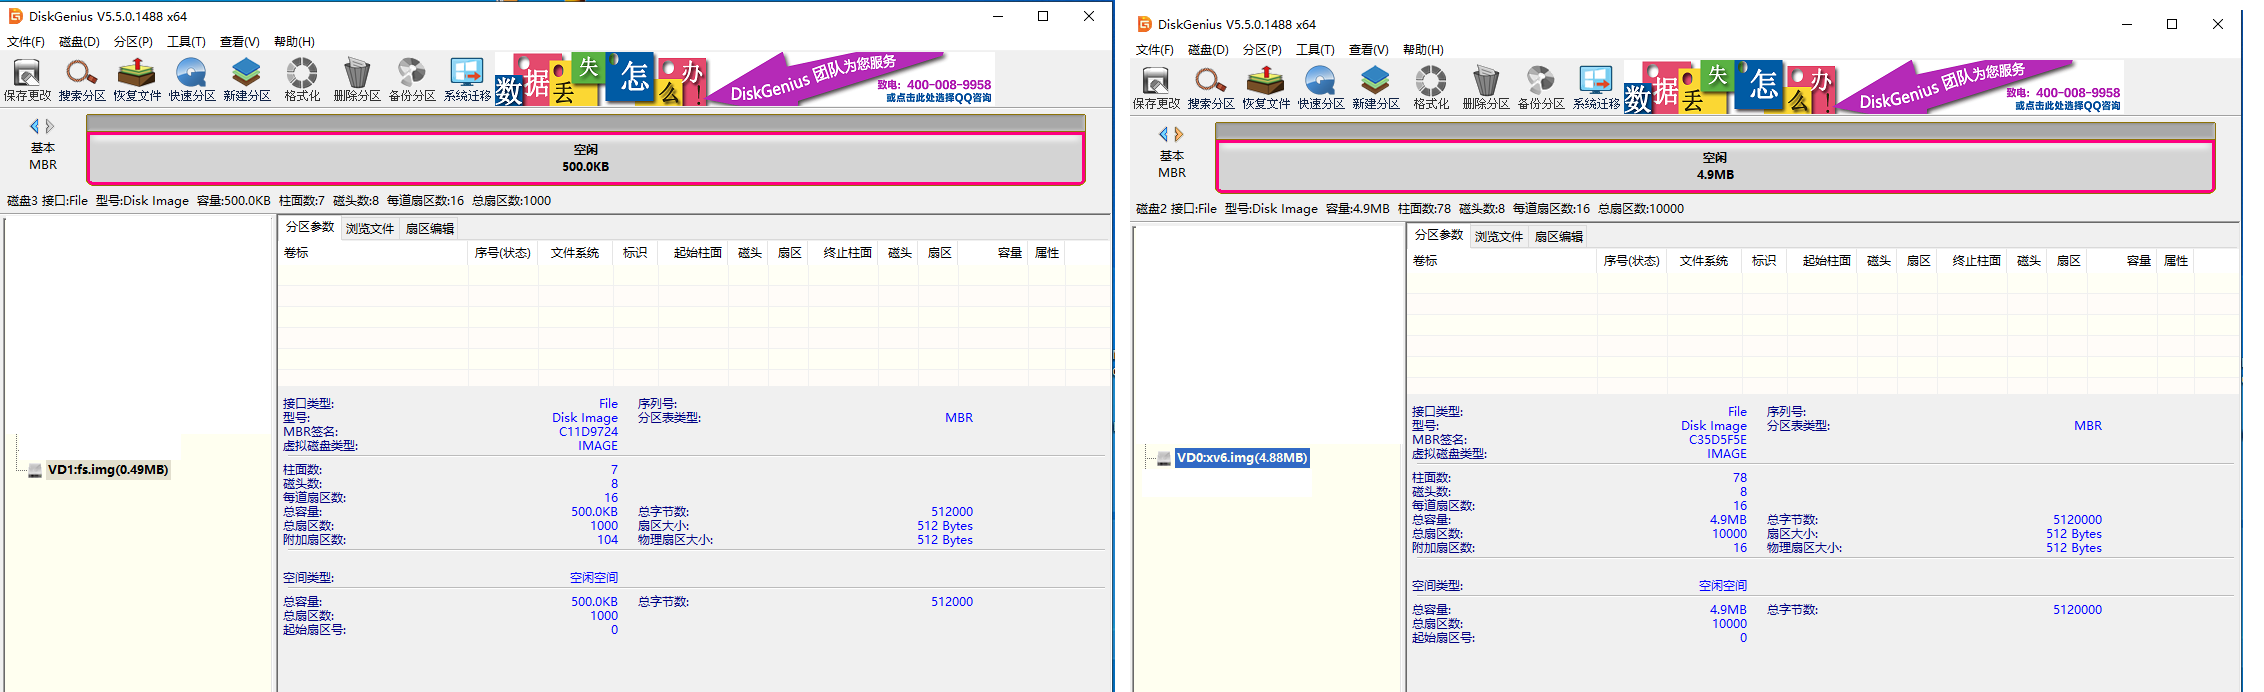 DiskGenius V5.5.0.1488 x64
文件(F) 磁盘(D) 分区(P) 工具(T) 查看(V) 帮助(H)
保存更改 搜索分区 恢复文件 快速分区 新建分区 格式化 删除分区 备份分区 系统迁移
数据丢失怎么办!
DiskGenius 团队为您服务
致电：400-008-9958
或点击此处选择QQ咨询
基本
MBR
空闲
500.0KB
磁盘3 接口:File 型号:Disk Image 容量:500.0KB 柱面数:7 磁头数:8 每道扇区数:16 总扇区数:1000
VD1:fs.img(0.49MB)
分区参数 浏览文件 扇区编辑
卷标 序号(状态) 文件系统 标识 起始柱面 磁头 扇区 终止柱面 磁头 扇区 容量 属性
接口类型: File 序列号:
型号: Disk Image 分区表类型: MBR
MBR签名: C11D9724
虚拟磁盘类型: IMAGE
柱面数: 7
磁头数: 8
每道扇区数: 16
总容量: 500.0KB 总字节数: 512000
总扇区数: 1000 扇区大小: 512 Bytes
附加扇区数: 104 物理扇区大小: 512 Bytes
空间类型: 空闲空间
总容量: 500.0KB 总字节数: 512000
总扇区数: 1000
起始扇区号: 0
DiskGenius V5.5.0.1488 x64
文件(F) 磁盘(D) 分区(P) 工具(T) 查看(V) 帮助(H)
保存更改 搜索分区 恢复文件 快速分区 新建分区 格式化 删除分区 备份分区 系统迁移
数据丢失怎么办!
DiskGenius 团队为您服务
致电：400-008-9958
或点击此处选择QQ咨询
基本
MBR
空闲
4.9MB
磁盘2 接口:File 型号:Disk Image 容量:4.9MB 柱面数:78 磁头数:8 每道扇区数:16 总扇区数:10000
VD0:xv6.img(4.88MB)
分区参数 浏览文件 扇区编辑
卷标 序号(状态) 文件系统 标识 起始柱面 磁头 扇区 终止柱面 磁头 扇区 容量 属性
接口类型: File 序列号:
型号: Disk Image 分区表类型: MBR
MBR签名: C35D5F5E
虚拟磁盘类型: IMAGE
柱面数: 78
磁头数: 8
每道扇区数: 16
总容量: 4.9MB 总字节数: 5120000
总扇区数: 10000 扇区大小: 512 Bytes
附加扇区数: 16 物理扇区大小: 512 Bytes
空间类型: 空闲空间
总容量: 4.9MB 总字节数: 5120000
总扇区数: 10000
起始扇区号: 0